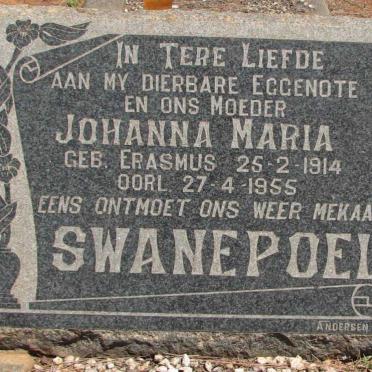 IN TERE LIEFDE
AAN MY DIERBARE EGGENOTE
EN ONS MOEDER
JOHANNA MARIA
GEB. ERASMUS 25-2-1914
OORL. 27-4-1955
EENS ONTMOET ONS WEER MEKAA
SWANEPOEL
ANDERSEN